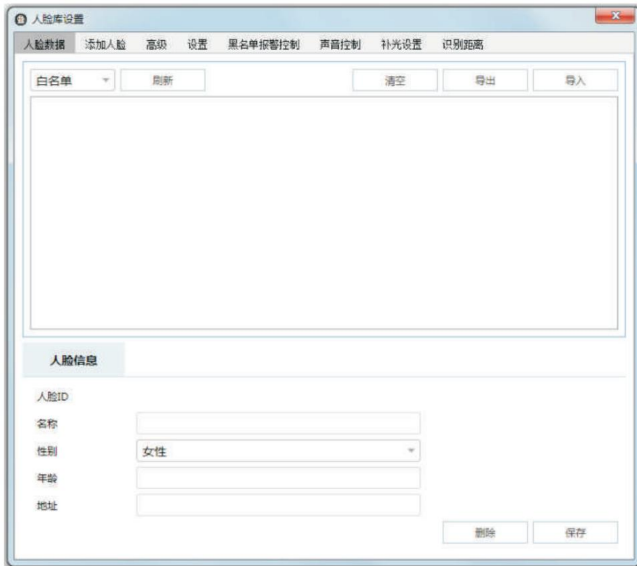 人脸库设置
人脸数据 添加人脸 高级 设置 黑名单报警控制 声音控制 补光设置 识别距离
白名单 刷新 清空 导出 导入
人脸信息
人脸ID
名称
性别 女性
年龄
地址
删除 保存